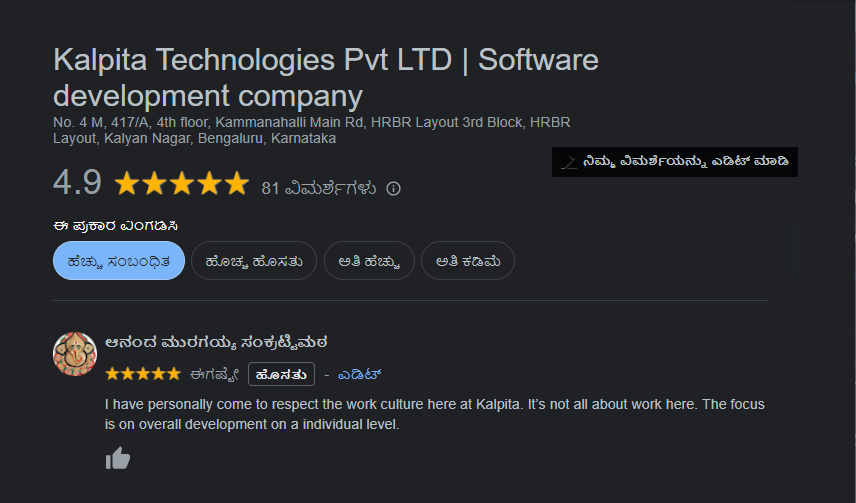 Kalpita Technologies Pvt LTD | Software
development company
No. 4 M, 417/A, 4th floor, Kammanahalli Main Rd, HRBR Layout 3rd Block, HRBR
Layout, Kalyan Nagar, Bengaluru, Karnataka
ನಿಮ್ಮ ವಿಮರ್ಶೆಯನ್ನು ಎಡಿಟ್ ಮಾಡಿ
4.9 81 ವಿಮರ್ಶೆಗಳು
ಈ ಪ್ರಕಾರ ವಿಂಗಡಿಸಿ
ಹೆಚ್ಚು ಸಂಬಂಧಿತ ಹೊಚ್ಚ ಹೊಸತು ಅತಿ ಹೆಚ್ಚು ಅತಿ ಕಡಿಮೆ
ಆನಂದ ಮುರಗಯ್ಯ ಸಂಕ್ರಟ್ಟಿಮಠ
ಈಗಷ್ಟೇ ಹೊಸತು - ಎಡಿಟ್
I have personally come to respect the work culture here at Kalpita. It's not all about work here. The focus
is on overall development on a individual level.